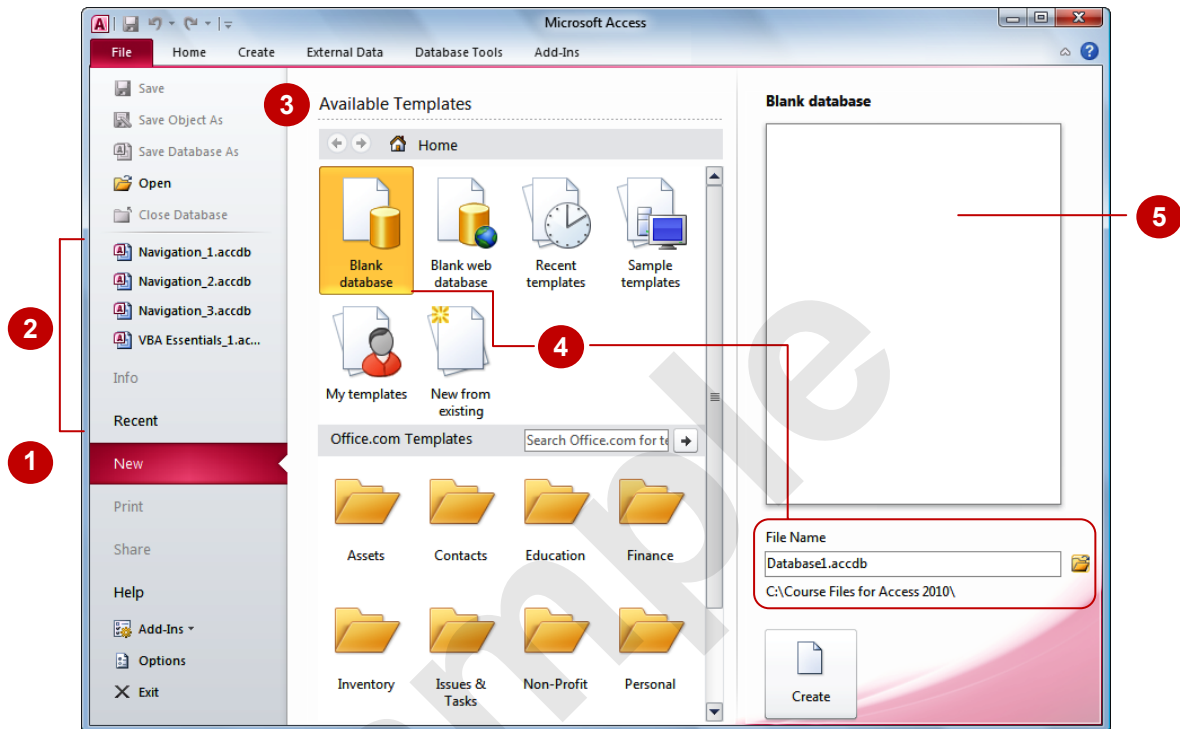 Microsoft Access
File Home Create External Data Database Tools Add-Ins
Save
Save Object As
Save Database As
Open
Close Database
Navigation_1.accdb
Navigation_2.accdb
Navigation_3.accdb
VBA Essentials_1.ac...
2
Info
Recent
1
New
Print
Share
Help
Add-Ins
Options
Exit
3
Available Templates
Home
Blank database
Blank web database
Recent templates
Sample templates
4
My templates
New from existing
Office.com Templates
Search Office.com for te
Assets
Contacts
Education
Finance
Inventory
Issues & Tasks
Non-Profit
Personal
Blank database
5
File Name
Database1.accdb
C:\Course Files for Access 2010\
Create